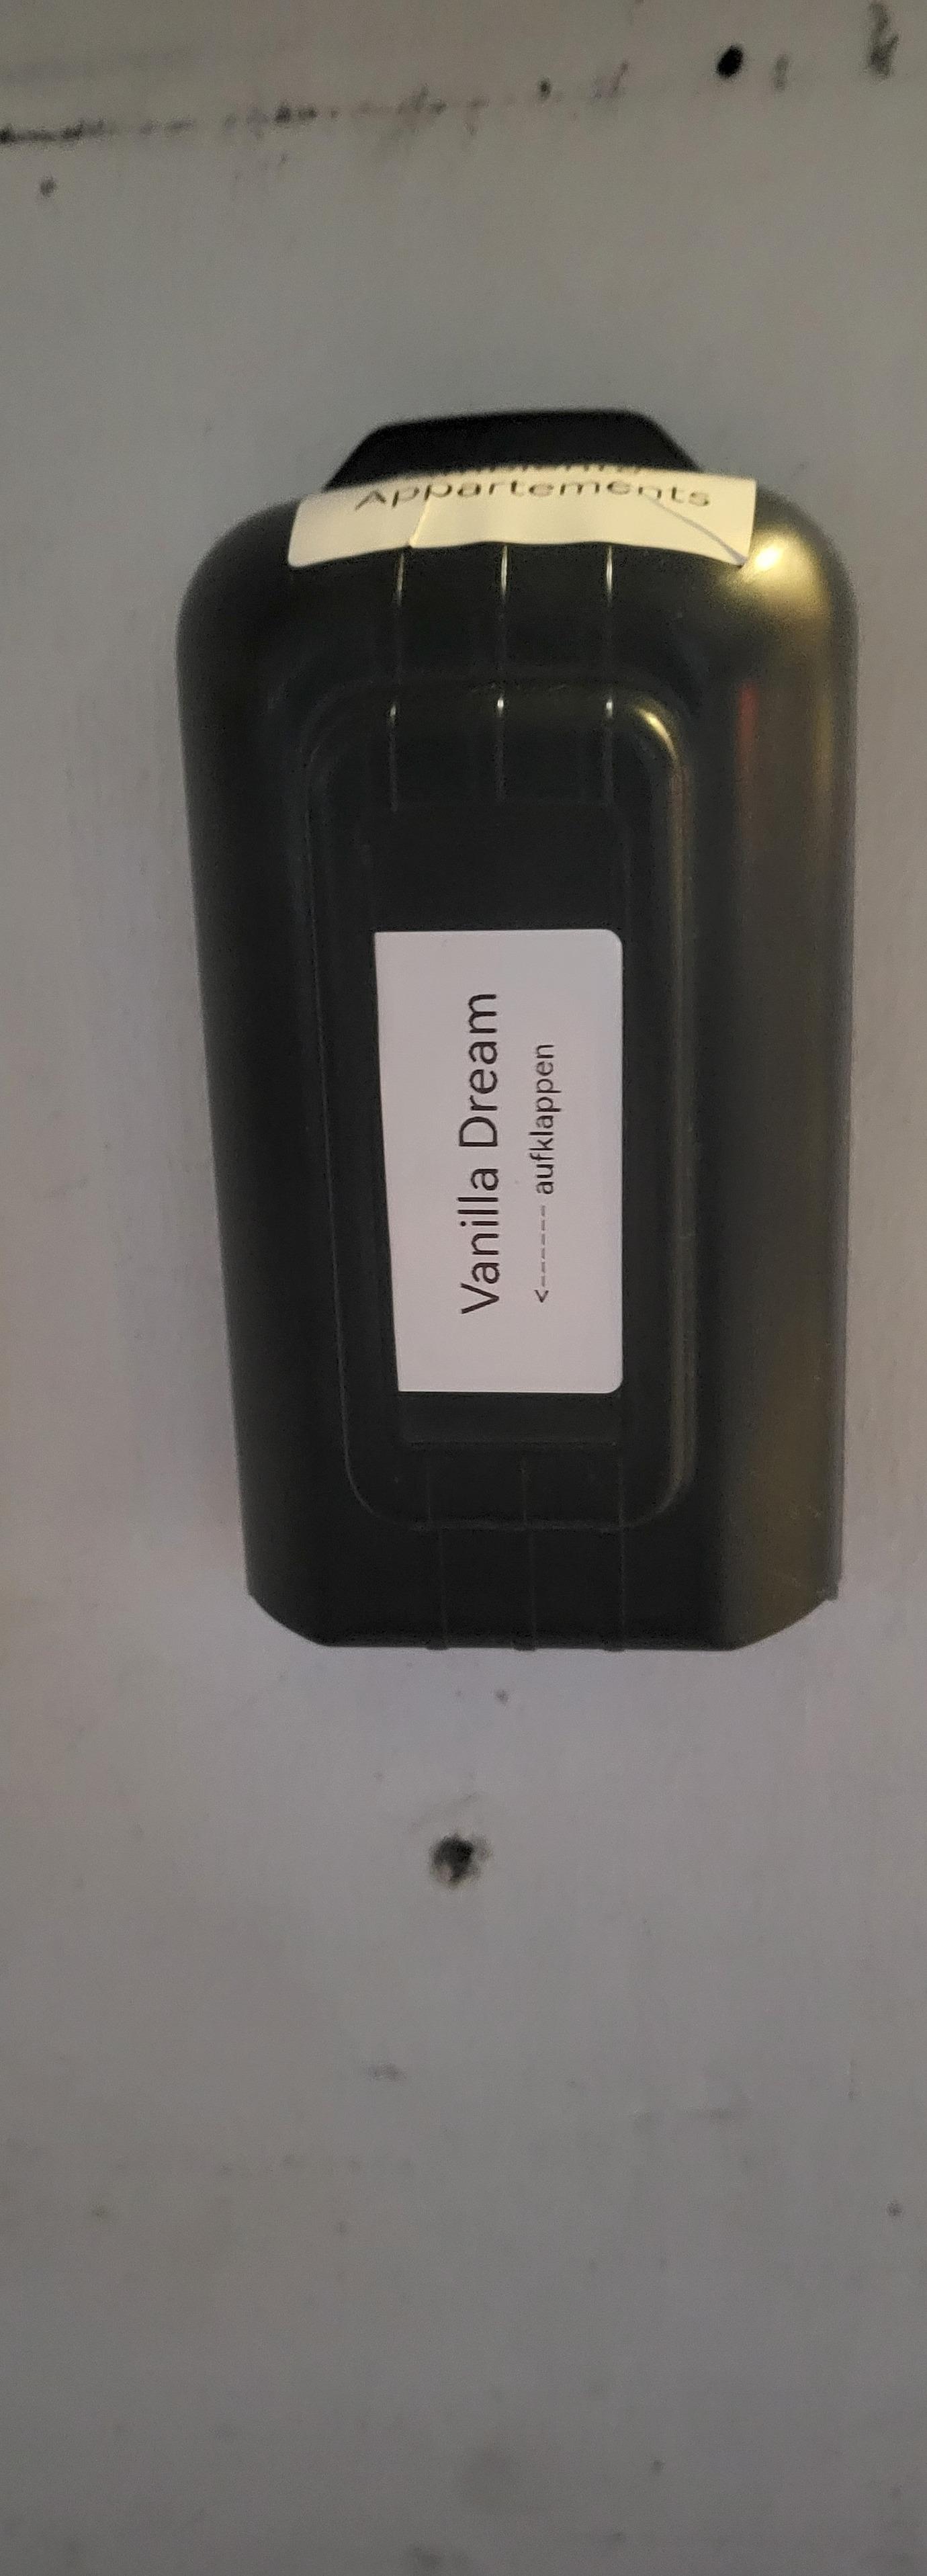 Appartements
Vanilla Dream
<------- aufklappen